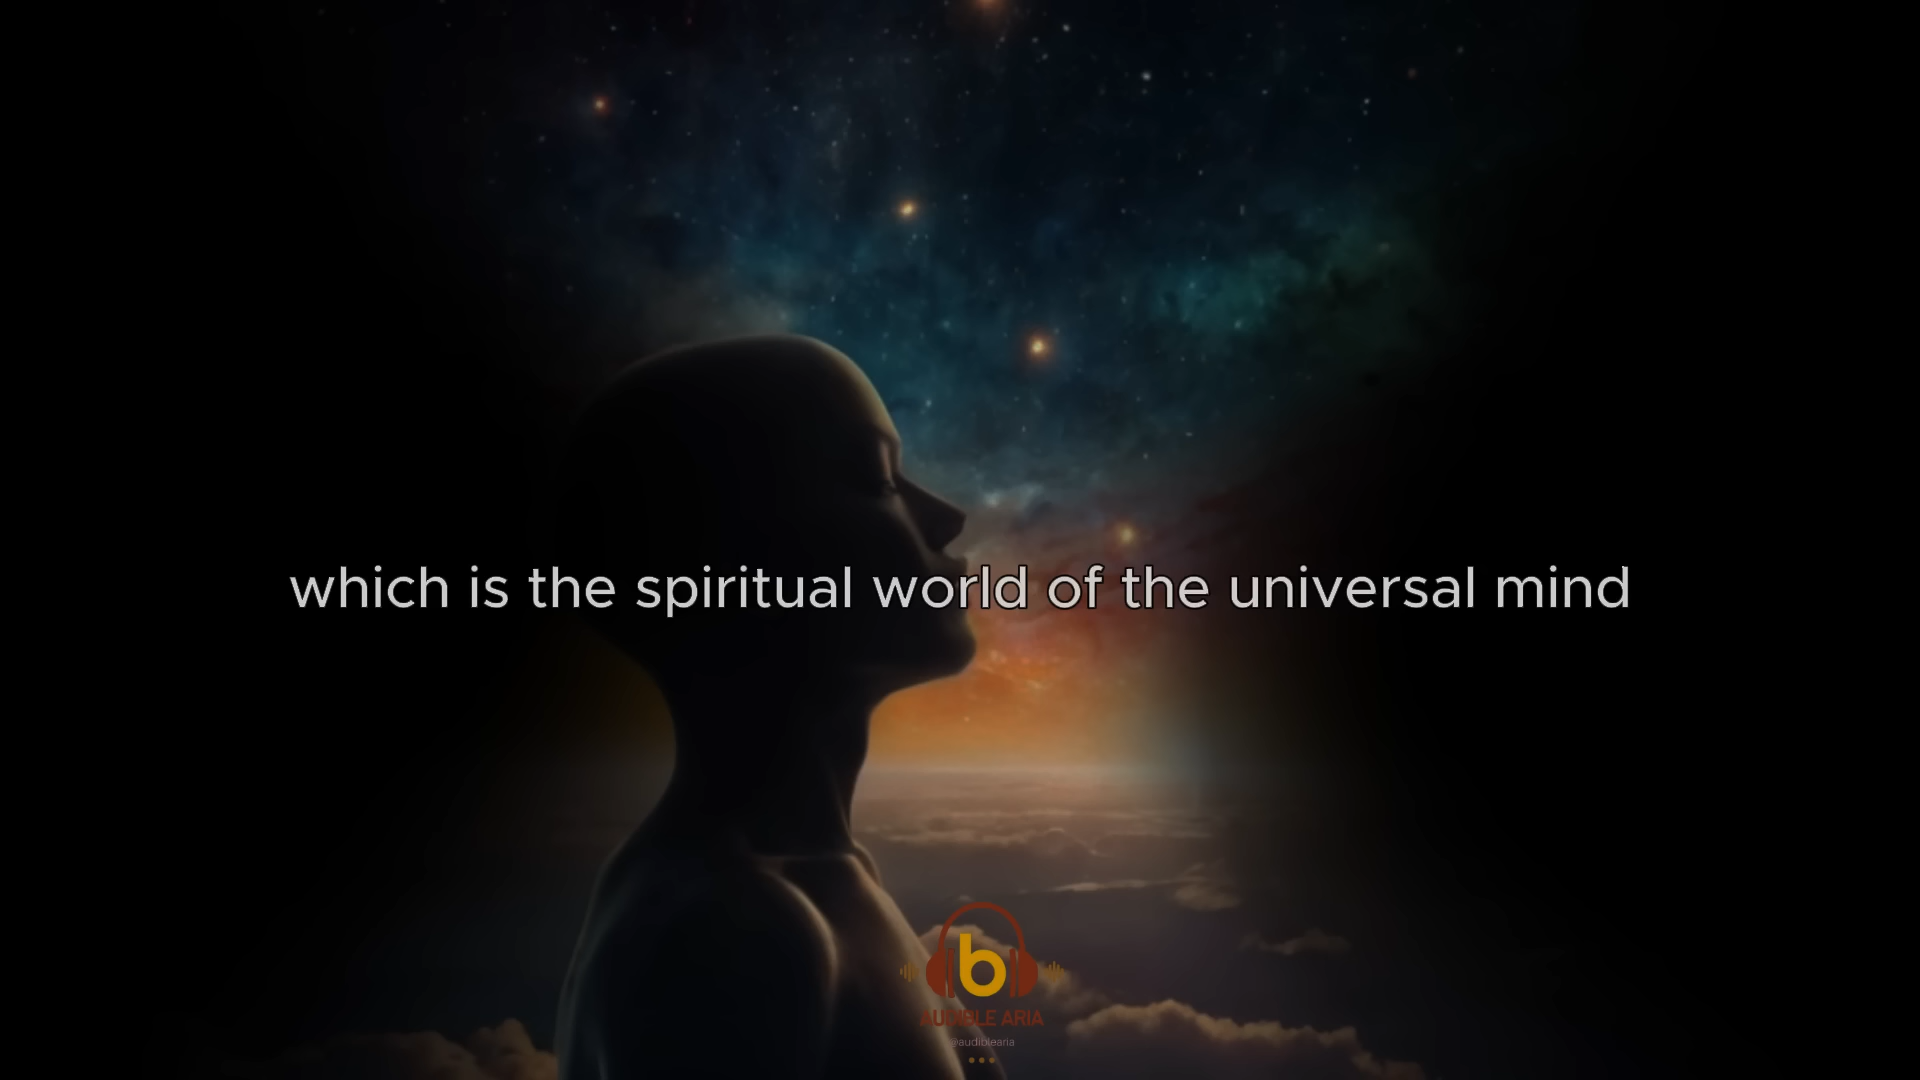 which is the spiritual world of the universal mind
b
AUDIBLE ARIA
@audiblearia